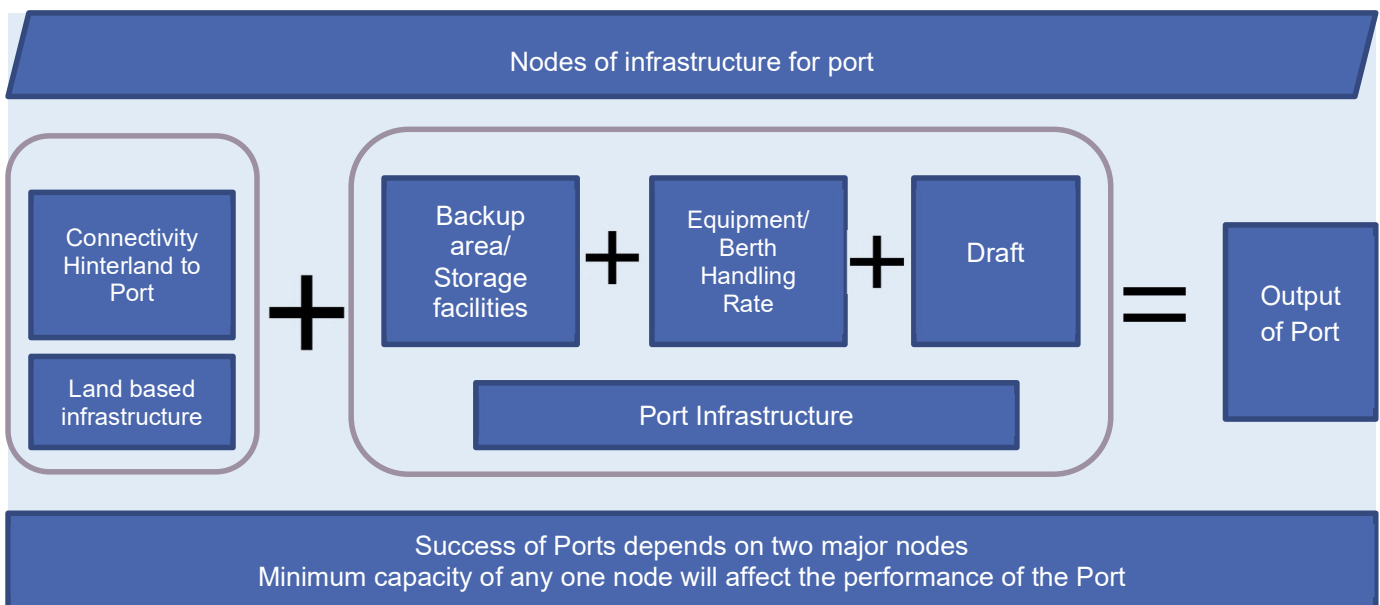 Nodes of infrastructure for port
Connectivity
Hinterland to
Port
Land based
infrastructure
+
Backup
area/
Storage
facilities
+
Equipment/
Berth
Handling
Rate
+
Draft
Port Infrastructure
=
Output
of Port
Success of Ports depends on two major nodes
Minimum capacity of any one node will affect the performance of the Port